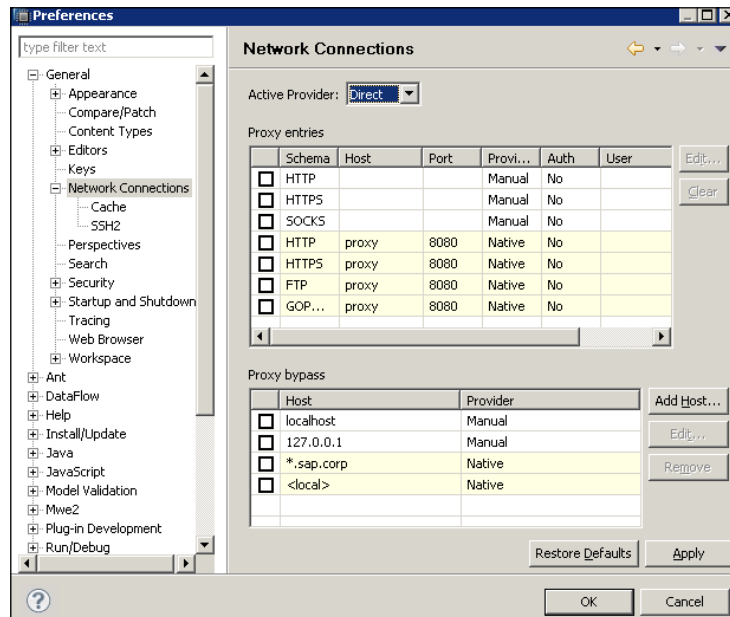 Preferences
type filter text
General
Appearance
Compare/Patch
Content Types
Editors
Keys
Network Connections
Cache
SSH2
Perspectives
Search
Security
Startup and Shutdown
Tracing
Web Browser
Workspace
Ant
DataFlow
Help
Install/Update
Java
JavaScript
Model Validation
Mwe2
Plug-in Development
Run/Debug
Network Connections
Active Provider: Direct
Proxy entries
Schema Host Port Provi... Auth User
HTTP Manual No
HTTPS Manual No
SOCKS Manual No
HTTP proxy 8080 Native No
HTTPS proxy 8080 Native No
FTP proxy 8080 Native No
GOP... proxy 8080 Native No
Edit...
Clear
Proxy bypass
Host Provider
localhost Manual
127.0.0.1 Manual
*.sap.corp Native
<local> Native
Add Host...
Edit...
Remove
Restore Defaults Apply
? OK Cancel